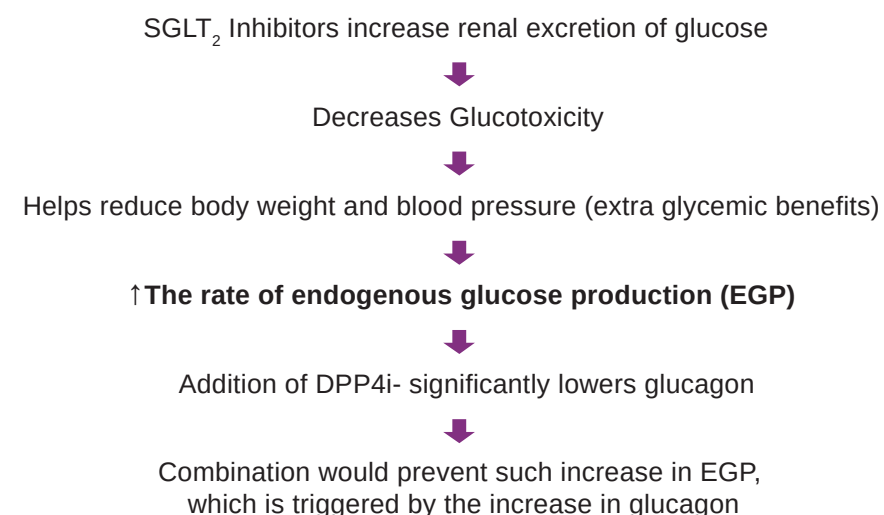 SGLT₂ Inhibitors increase renal excretion of glucose
Decreases Glucotoxicity
Helps reduce body weight and blood pressure (extra glycemic benefits)
↑The rate of endogenous glucose production (EGP)
Addition of DPP4i- significantly lowers glucagon
Combination would prevent such increase in EGP,
which is triggered by the increase in glucagon